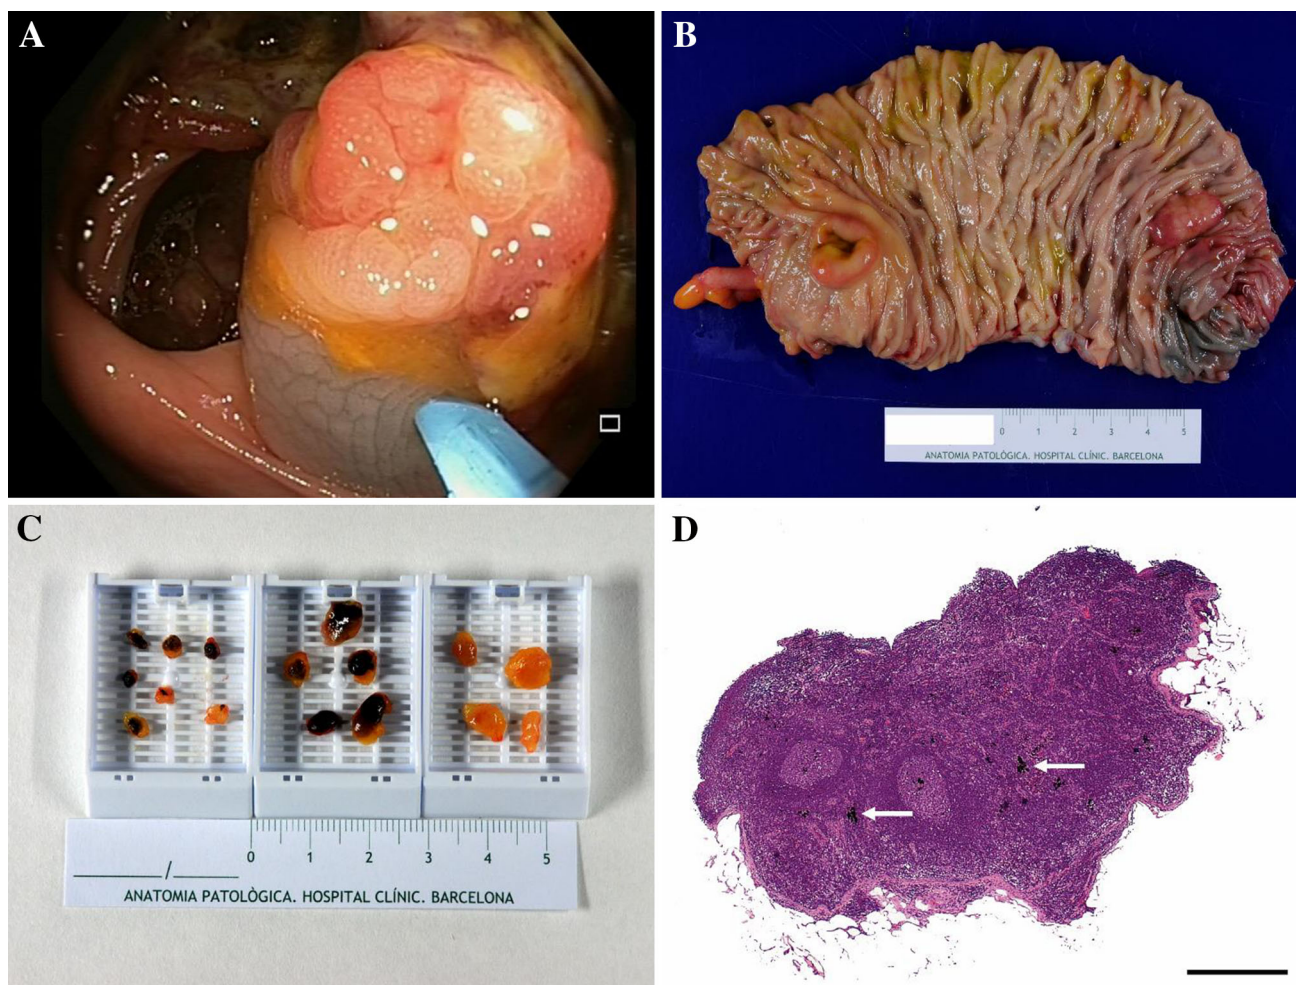 A
B
0 1 2 3 4 5
ANATOMIA PATOLÒGICA. HOSPITAL CLÍNIC. BARCELONA
C
0 1 2 3 4 5
/
ANATOMIA PATOLÒGICA. HOSPITAL CLÍNIC. BARCELONA
D